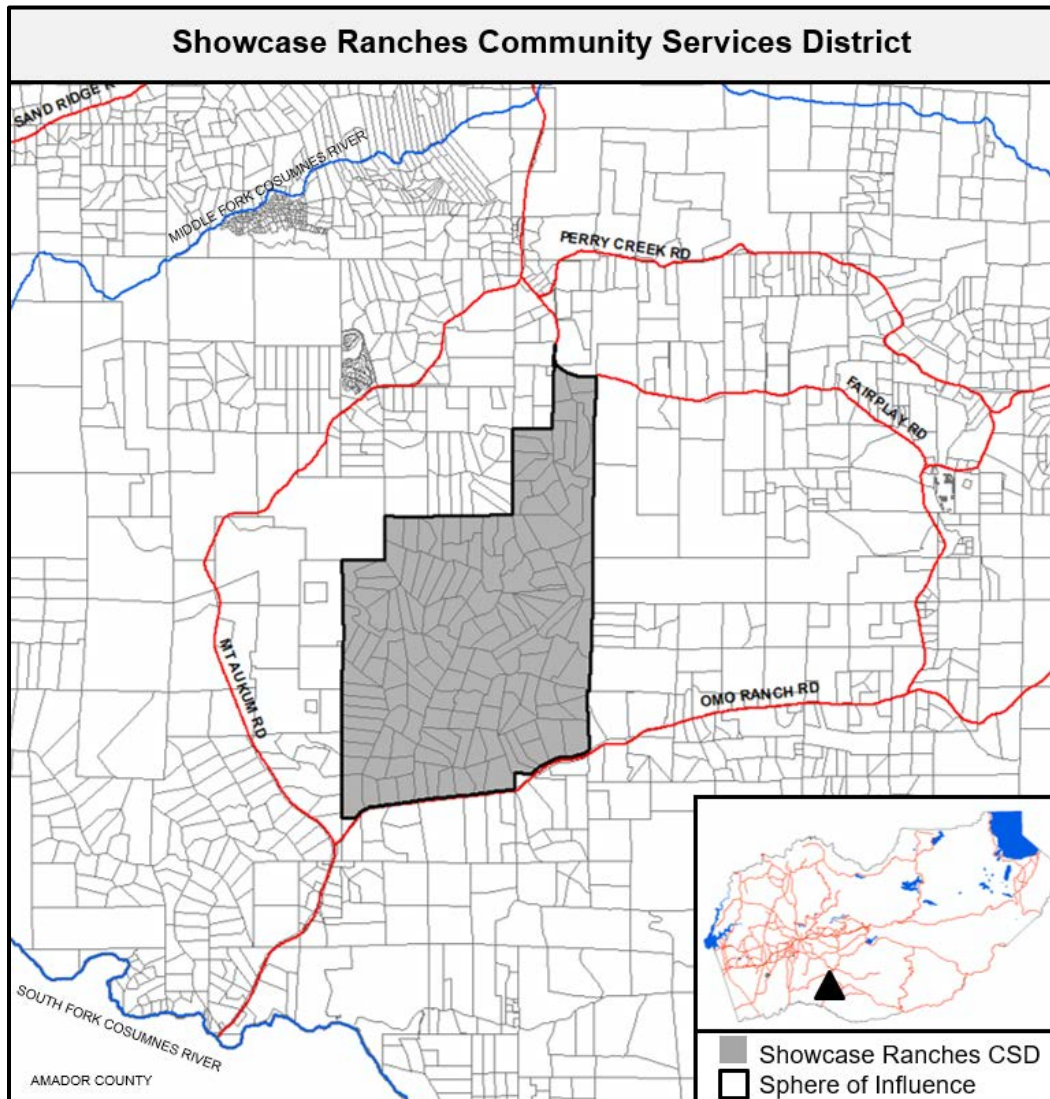 Showcase Ranches Community Services District
SAND RIDGE R
MIDDLE FORK COSUMNES RIVER
PERRY CREEK RD
FAIRPLAY RD
MT AUKUM RD
OMO RANCH RD
SOUTH FORK COSUMNES RIVER
AMADOR COUNTY
Showcase Ranches CSD
Sphere of Influence